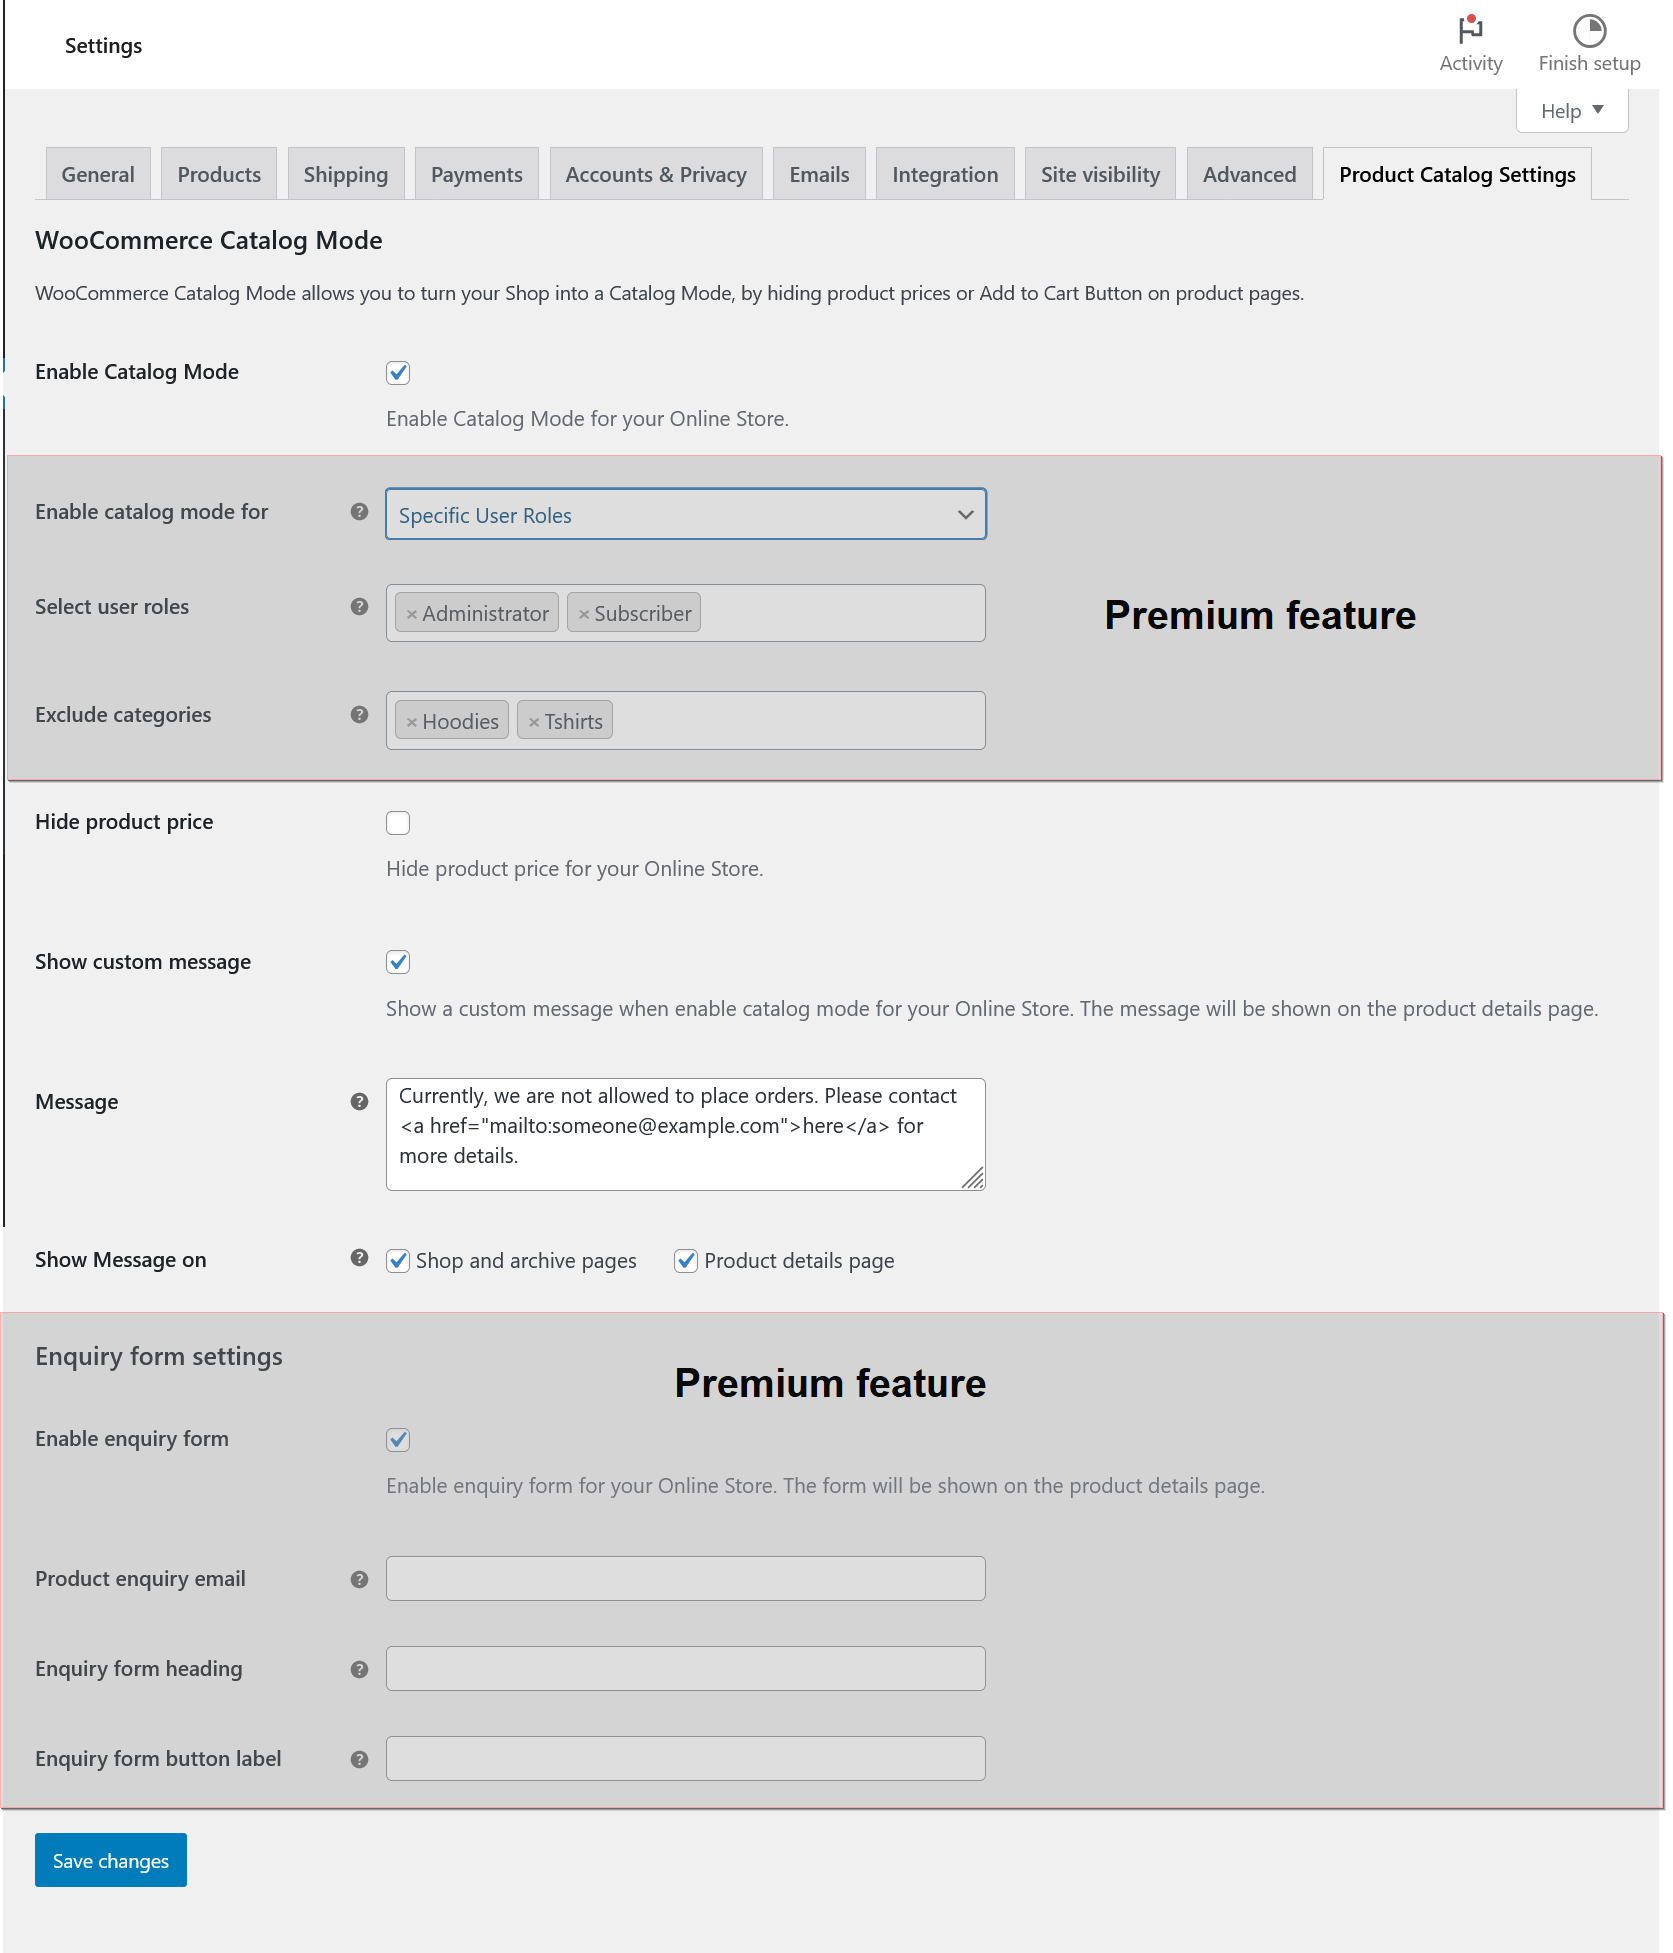 Settings
Activity
Finish setup
Help
General
Products
Shipping
Payments
Accounts & Privacy
Emails
Integration
Site visibility
Advanced
Product Catalog Settings
WooCommerce Catalog Mode
WooCommerce Catalog Mode allows you to turn your Shop into a Catalog Mode, by hiding product prices or Add to Cart Button on product pages.
Enable Catalog Mode
Enable Catalog Mode for your Online Store.
Enable catalog mode for
Specific User Roles
Select user roles
× Administrator
× Subscriber
Premium feature
Exclude categories
× Hoodies
× Tshirts
Hide product price
Hide product price for your Online Store.
Show custom message
Show a custom message when enable catalog mode for your Online Store. The message will be shown on the product details page.
Message
Currently, we are not allowed to place orders. Please contact
<a href="mailto:someone@example.com">here</a> for
more details.
Show Message on
Shop and archive pages
Product details page
Enquiry form settings
Premium feature
Enable enquiry form
Enable enquiry form for your Online Store. The form will be shown on the product details page.
Product enquiry email
Enquiry form heading
Enquiry form button label
Save changes